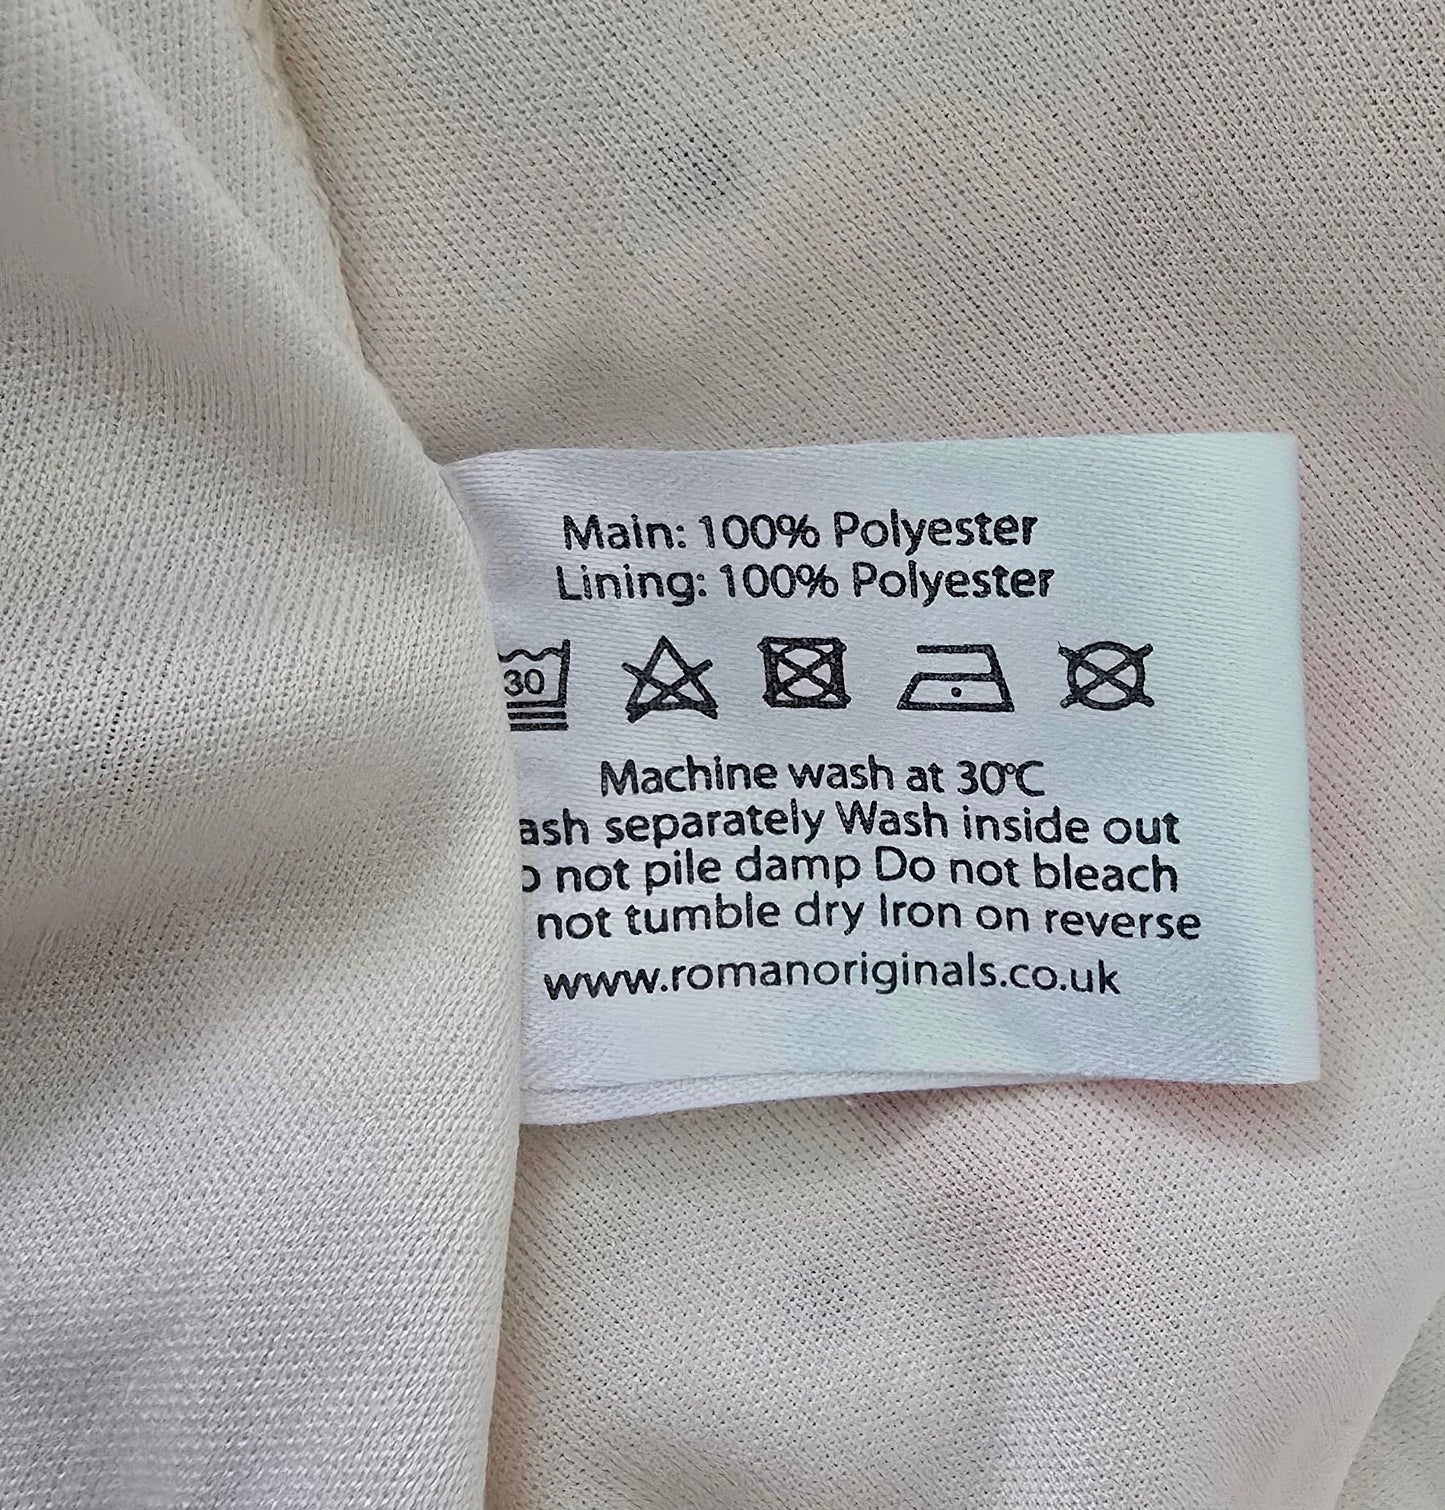 Main: 100% Polyester
Lining: 100% Polyester
30
Machine wash at 30°C
ash separately Wash inside out
not pile damp Do not bleach
not tumble dry Iron on reverse
www.romanoriginals.co.uk